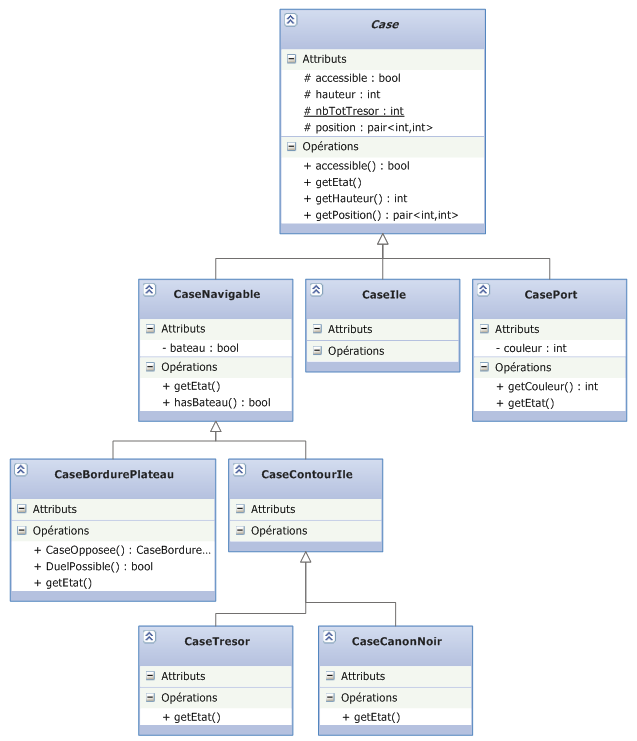 Case
Attributs
# accessible : bool
# hauteur : int
# nbTotTresor : int
# position : pair<int,int>
Opérations
+ accessible() : bool
+ getEtat()
+ getHauteur() : int
+ getPosition() : pair<int,int>
CaseNavigable
Attributs
- bateau : bool
Opérations
+ getEtat()
+ hasBateau() : bool
CaseIle
Attributs
Opérations
CasePort
Attributs
- couleur : int
Opérations
+ getCouleur() : int
+ getEtat()
CaseBordurePlateau
Attributs
Opérations
+ CaseOpposee() : CaseBordure...
+ DuelPossible() : bool
+ getEtat()
CaseContourIle
Attributs
Opérations
CaseTresor
Attributs
Opérations
+ getEtat()
CaseCanonNoir
Attributs
Opérations
+ getEtat()